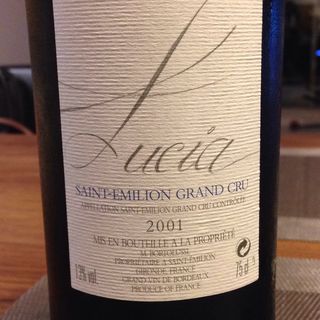 Lucia
SAINT-EMILION GRAND CRU
APPELLATION SAINT-EMILION GRAND CRU CONTRÔLÉE
2001
MIS EN BOUTEILLE A LA PROPRIÉTÉ
M. BORTOLUSSI
PROPRIÉTAIRE A SAINT-EMILION
GIRONDE FRANCE
GRAND VIN DE BORDEAUX
PRODUCE OF FRANCE
13% vol
75 cl